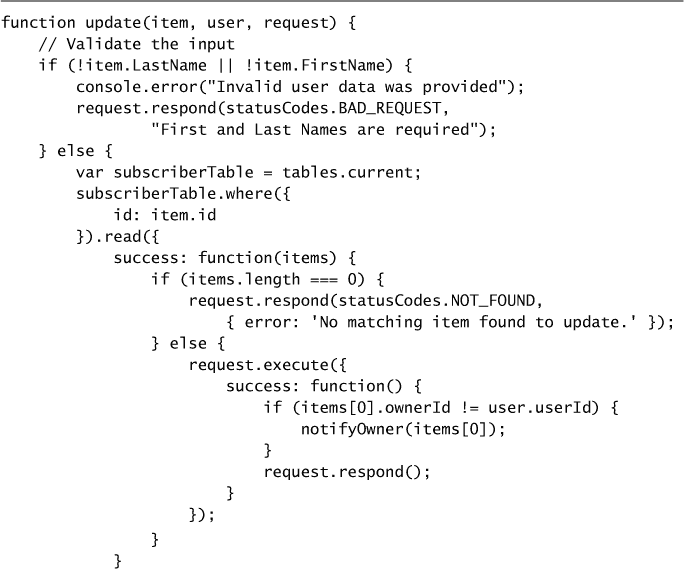 function update(item, user, request) {
    // Validate the input
    if (!item.LastName || !item.FirstName) {
        console.error("Invalid user data was provided");
        request.respond(statusCodes.BAD_REQUEST,
                "First and Last Names are required");
    } else {
        var subscriberTable = tables.current;
        subscriberTable.where({
            id: item.id
        }).read({
            success: function(items) {
                if (items.length === 0) {
                    request.respond(statusCodes.NOT_FOUND,
                        { error: 'No matching item found to update.' });
                } else {
                    request.execute({
                        success: function() {
                            if (items[0].ownerId != user.userId) {
                                notifyOwner(items[0]);
                            }
                            request.respond();
                        }
                    });
                }
            }